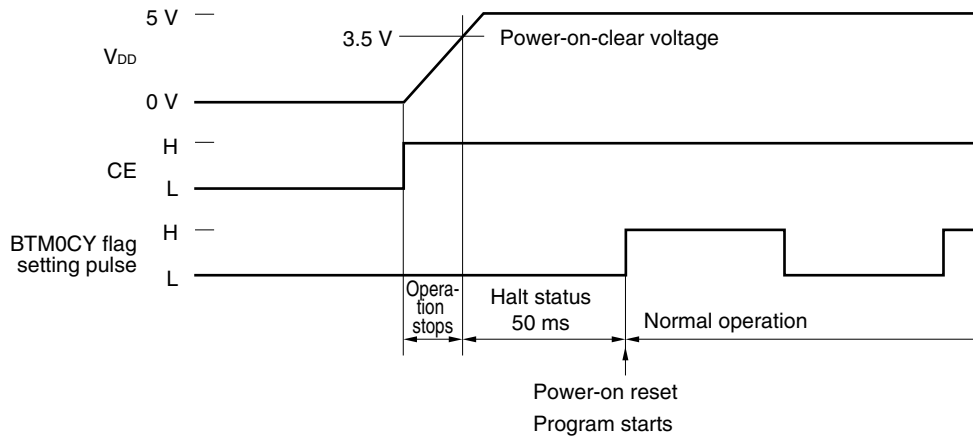 5 V
3.5 V
Power-on-clear voltage
VDD
0 V
H
CE
L
H
BTM0CY flag
setting pulse
L
Opera-
tion
stops
Halt status
50 ms
Normal operation
Power-on reset
Program starts